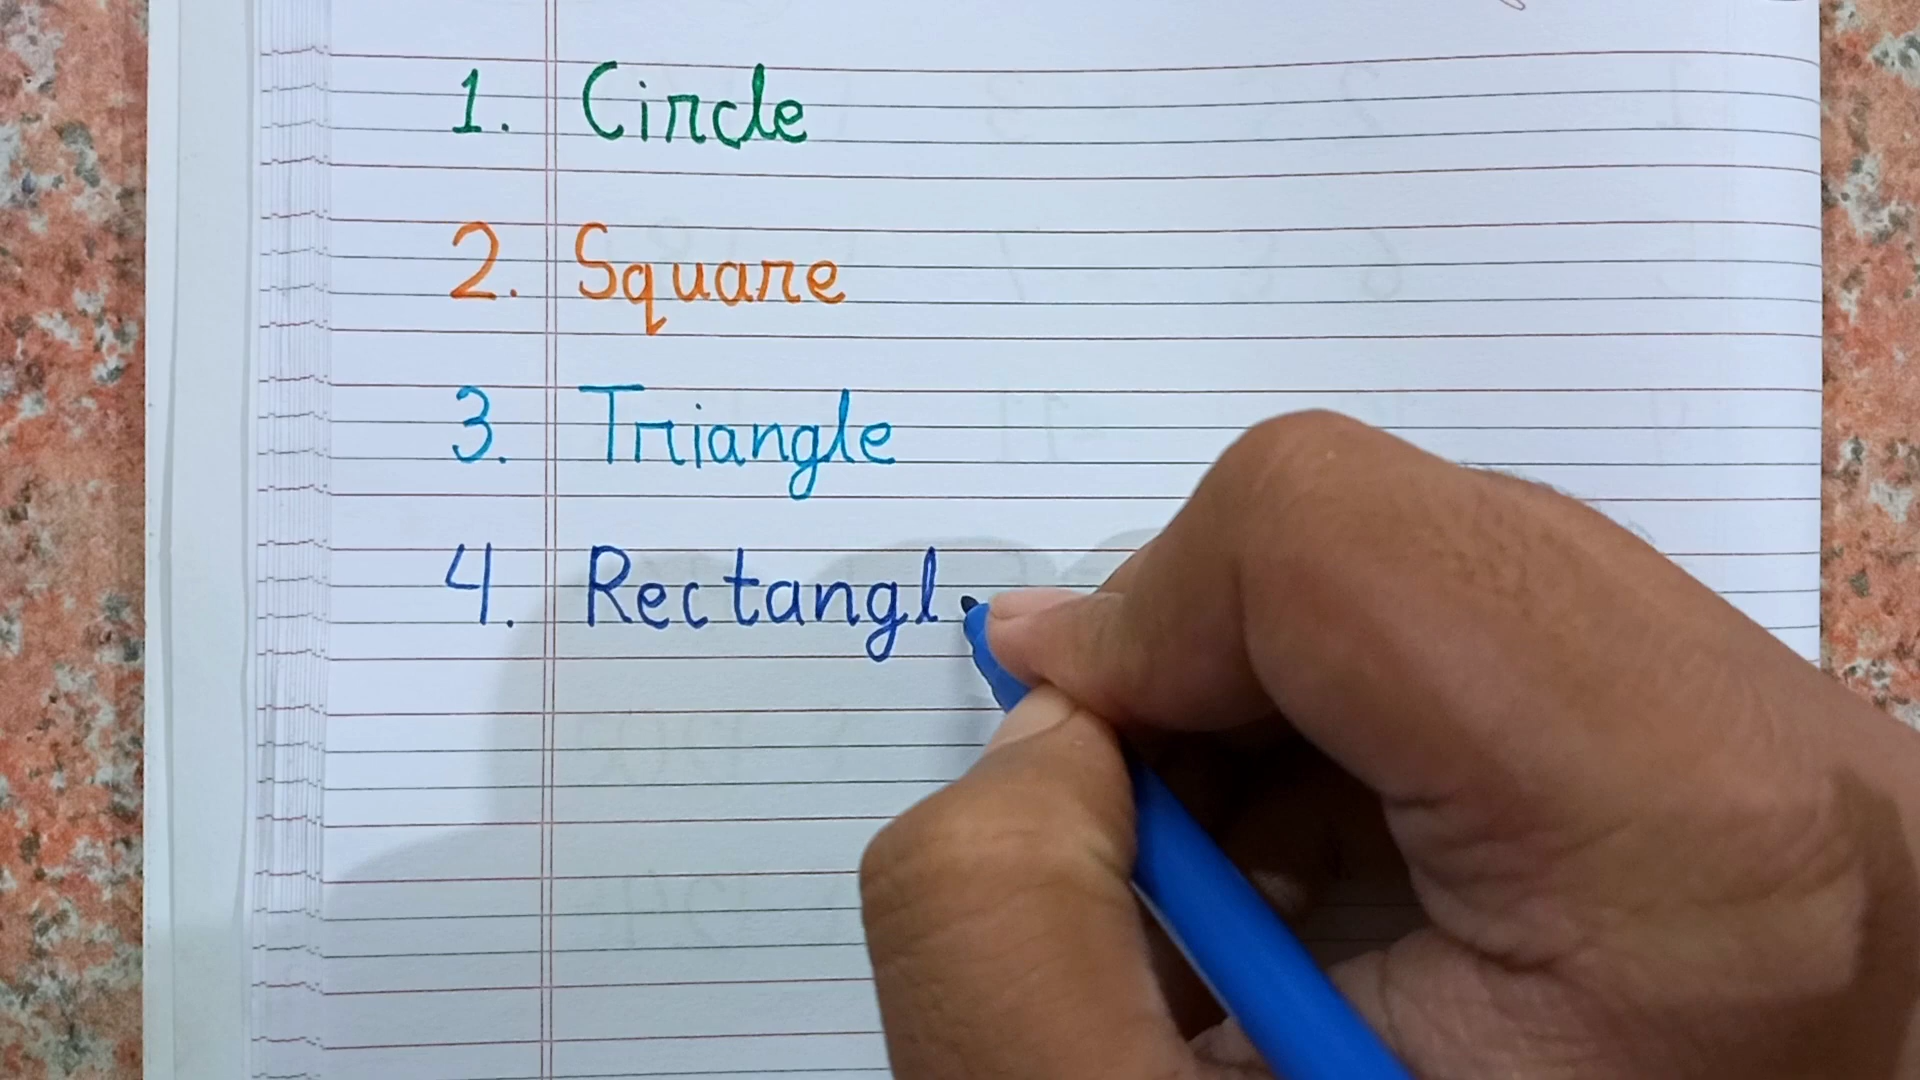 1. Circle
2. Square
3. Triangle
4. Rectangl